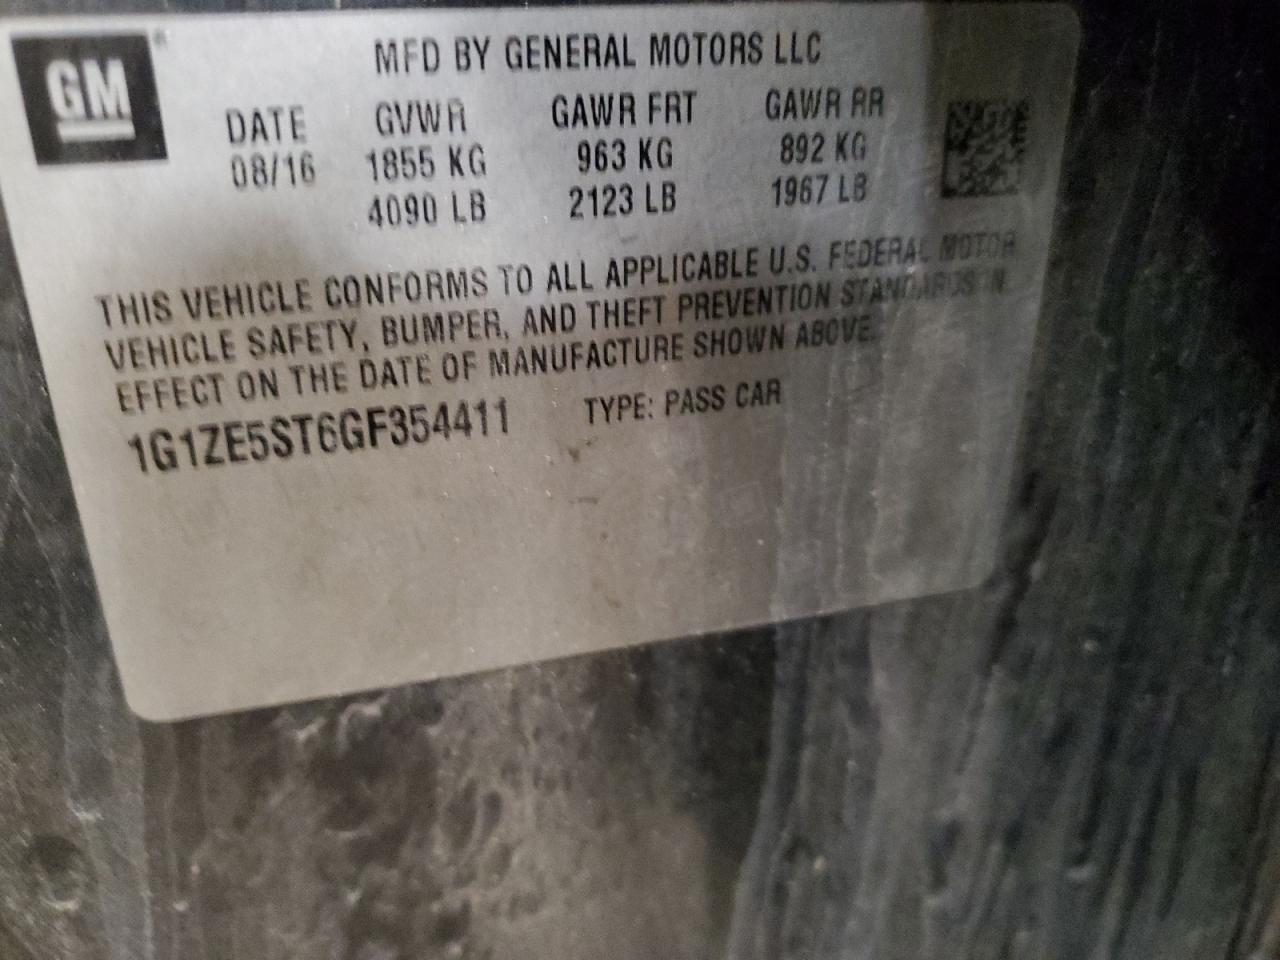 GM
MFD BY GENERAL MOTORS LLC
DATE GVWR GAWR FRT GAWR RR
08/16 1855 KG 963 KG 892 KG
4090 LB 2123 LB 1967 LB
THIS VEHICLE CONFORMS TO ALL APPLICABLE U.S. FEDERAL MOTOR
VEHICLE SAFETY, BUMPER, AND THEFT PREVENTION STANDARDS IN
EFFECT ON THE DATE OF MANUFACTURE SHOWN ABOVE.
1G1ZE5ST6GF354411 TYPE: PASS CAR